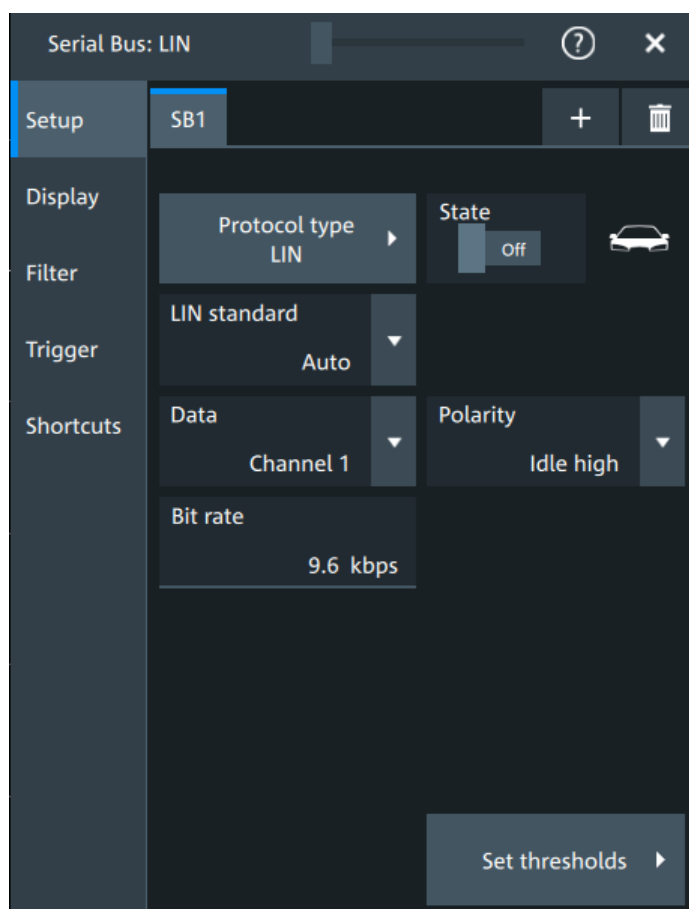 Serial Bus: LIN
?
Setup
SB1
+
Display
Protocol type
LIN
State
Off
Filter
LIN standard
Auto
Trigger
Data
Channel 1
Polarity
Idle high
Shortcuts
Bit rate
9.6 kbps
Set thresholds